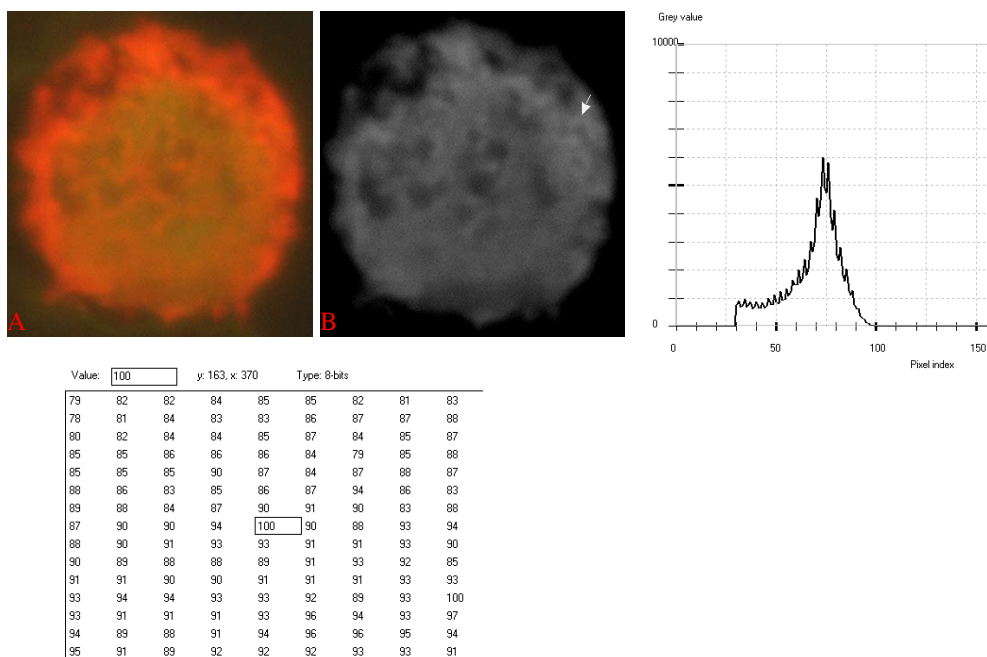 A
B
Grey value
10000
0
0 50 100 150
Pixel index
Value: 100 y: 163, x: 370 Type: 8-bits
79 82 82 84 85 85 82 81 83
78 81 84 83 83 86 87 87 88
80 82 84 84 85 87 84 85 87
85 85 86 86 86 84 79 85 88
85 85 85 90 87 84 87 88 87
88 86 83 85 86 87 94 86 83
89 88 84 87 90 91 90 83 88
87 90 90 94 100 90 88 93 94
88 90 91 93 93 91 91 93 90
90 89 88 88 89 91 93 92 85
91 91 90 90 91 91 91 93 93
93 94 94 93 93 92 89 93 100
93 91 91 91 93 96 94 93 97
94 89 88 91 94 96 96 95 94
95 91 89 92 92 92 93 93 91